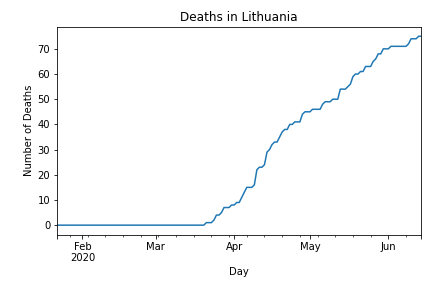 Deaths in Lithuania
Number of Deaths
70
60
50
40
30
20
10
0
Feb
2020
Mar
Apr
May
Jun
Day